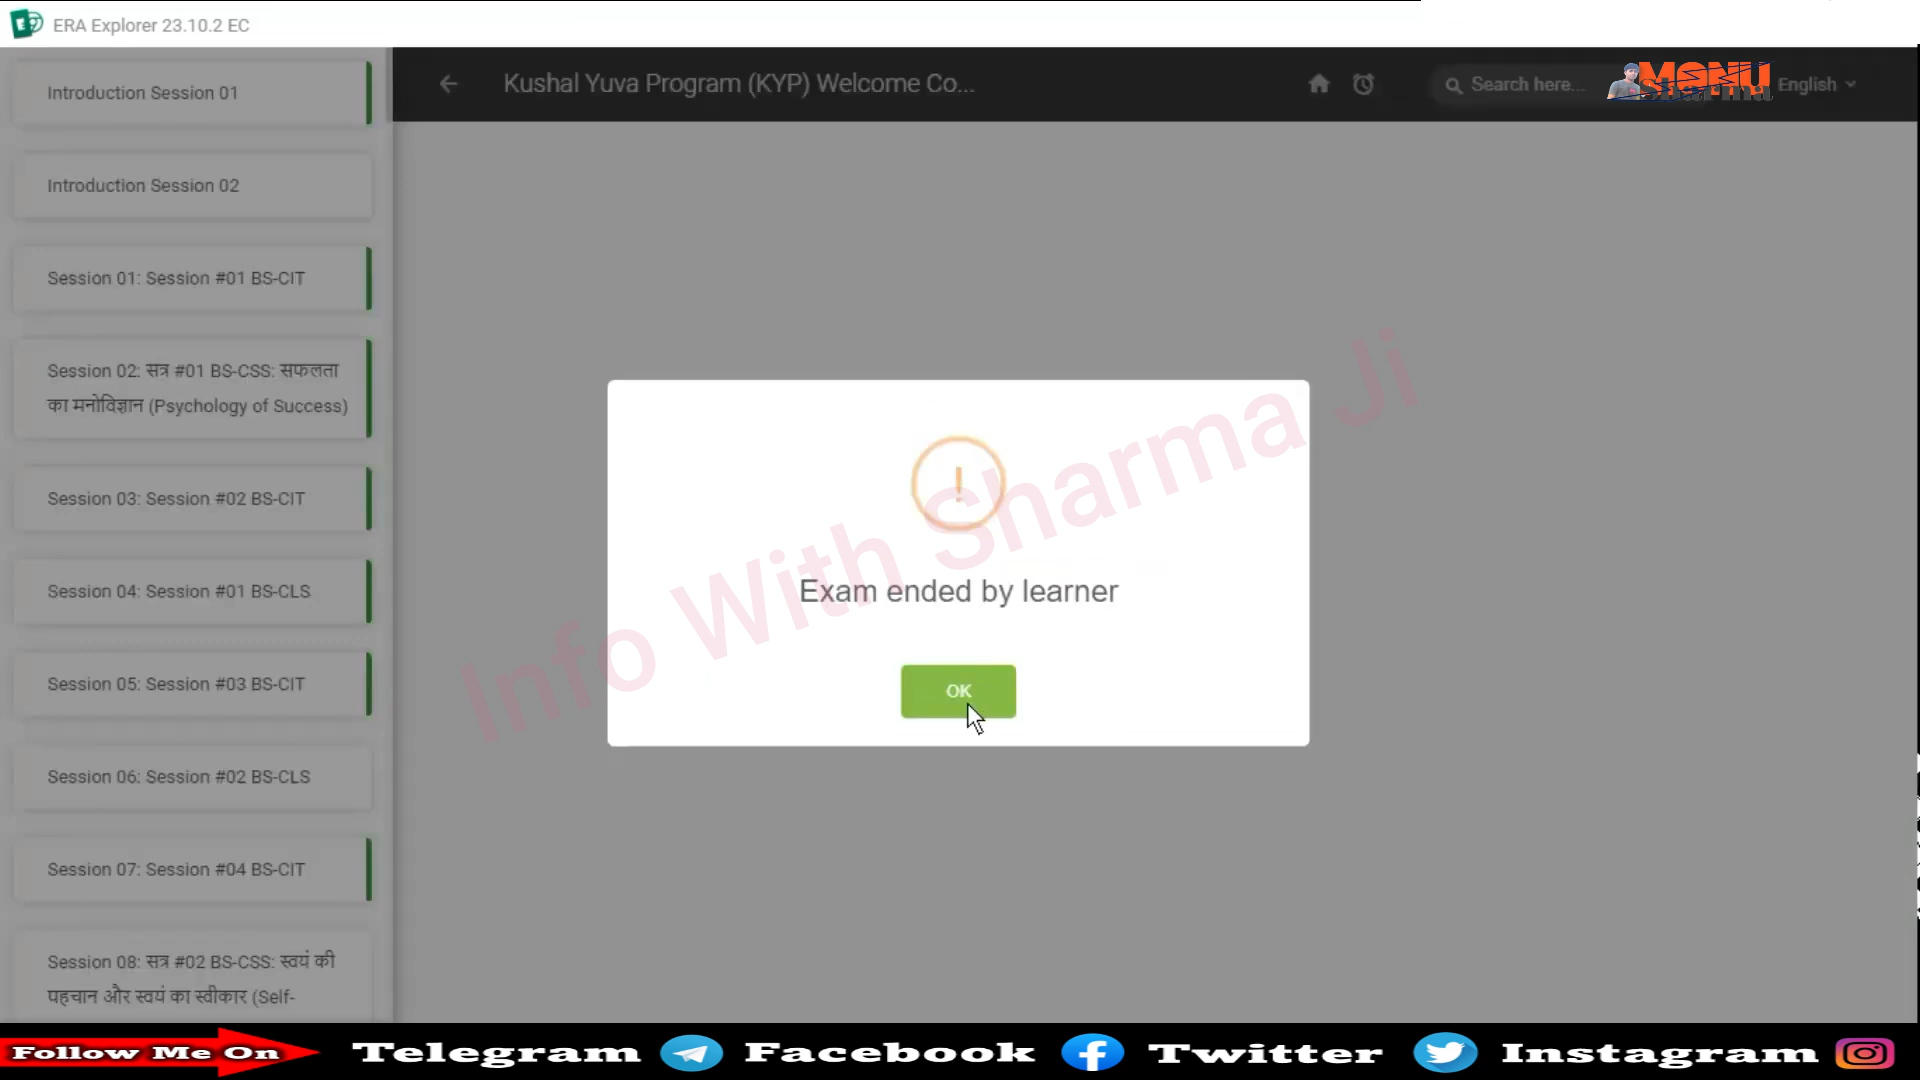 ERA Explorer 23.10.2 EC
Introduction Session 01
Kushal Yuva Program (KYP) Welcome Co...
Search here...
MONU
Sharma
English
Introduction Session 02
Session 01: Session #01 BS-CIT
Session 02: सत्र #01 BS-CSS: सफलता
का मनोविज्ञान (Psychology of Success)
Session 03: Session #02 BS-CIT
Session 04: Session #01 BS-CLS
Session 05: Session #03 BS-CIT
Session 06: Session #02 BS-CLS
Session 07: Session #04 BS-CIT
Session 08: सत्र #02 BS-CSS: स्वयं की
पहचान और स्वयं का स्वीकार (Self-
Exam ended by learner
OK
Info With Sharma Ji
Follow Me On Telegram Facebook Twitter Instagram